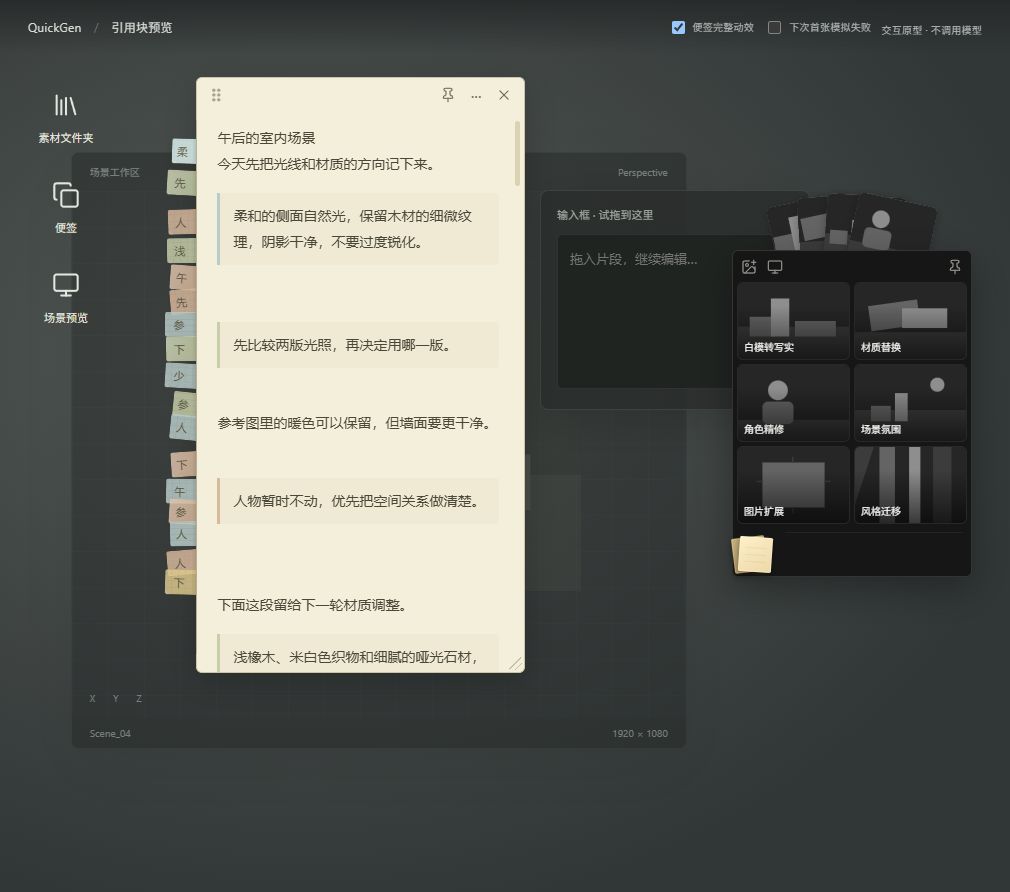 QuickGen / 引用块预览
便签完整动效
下次首张模拟失败
交互原型 · 不调用模型
素材文件夹
便签
场景预览
场景工作区
Perspective
柔
先
人
浅
午
先
参
下
少
参
人
下
午
参
人
人
下
午后的室内场景
今天先把光线和材质的方向记下来。
柔和的侧面自然光，保留木材的细微纹
理，阴影干净，不要过度锐化。
先比较两版光照，再决定用哪一版。
参考图里的暖色可以保留，但墙面要更干净。
人物暂时不动，优先把空间关系做清楚。
下面这段留给下一轮材质调整。
浅橡木、米白色织物和细腻的哑光石材，
输入框 · 试拖到这里
拖入片段，继续编辑...
白模转写实
材质替换
角色精修
场景氛围
图片扩展
风格迁移
X Y Z
Scene_04
1920 × 1080